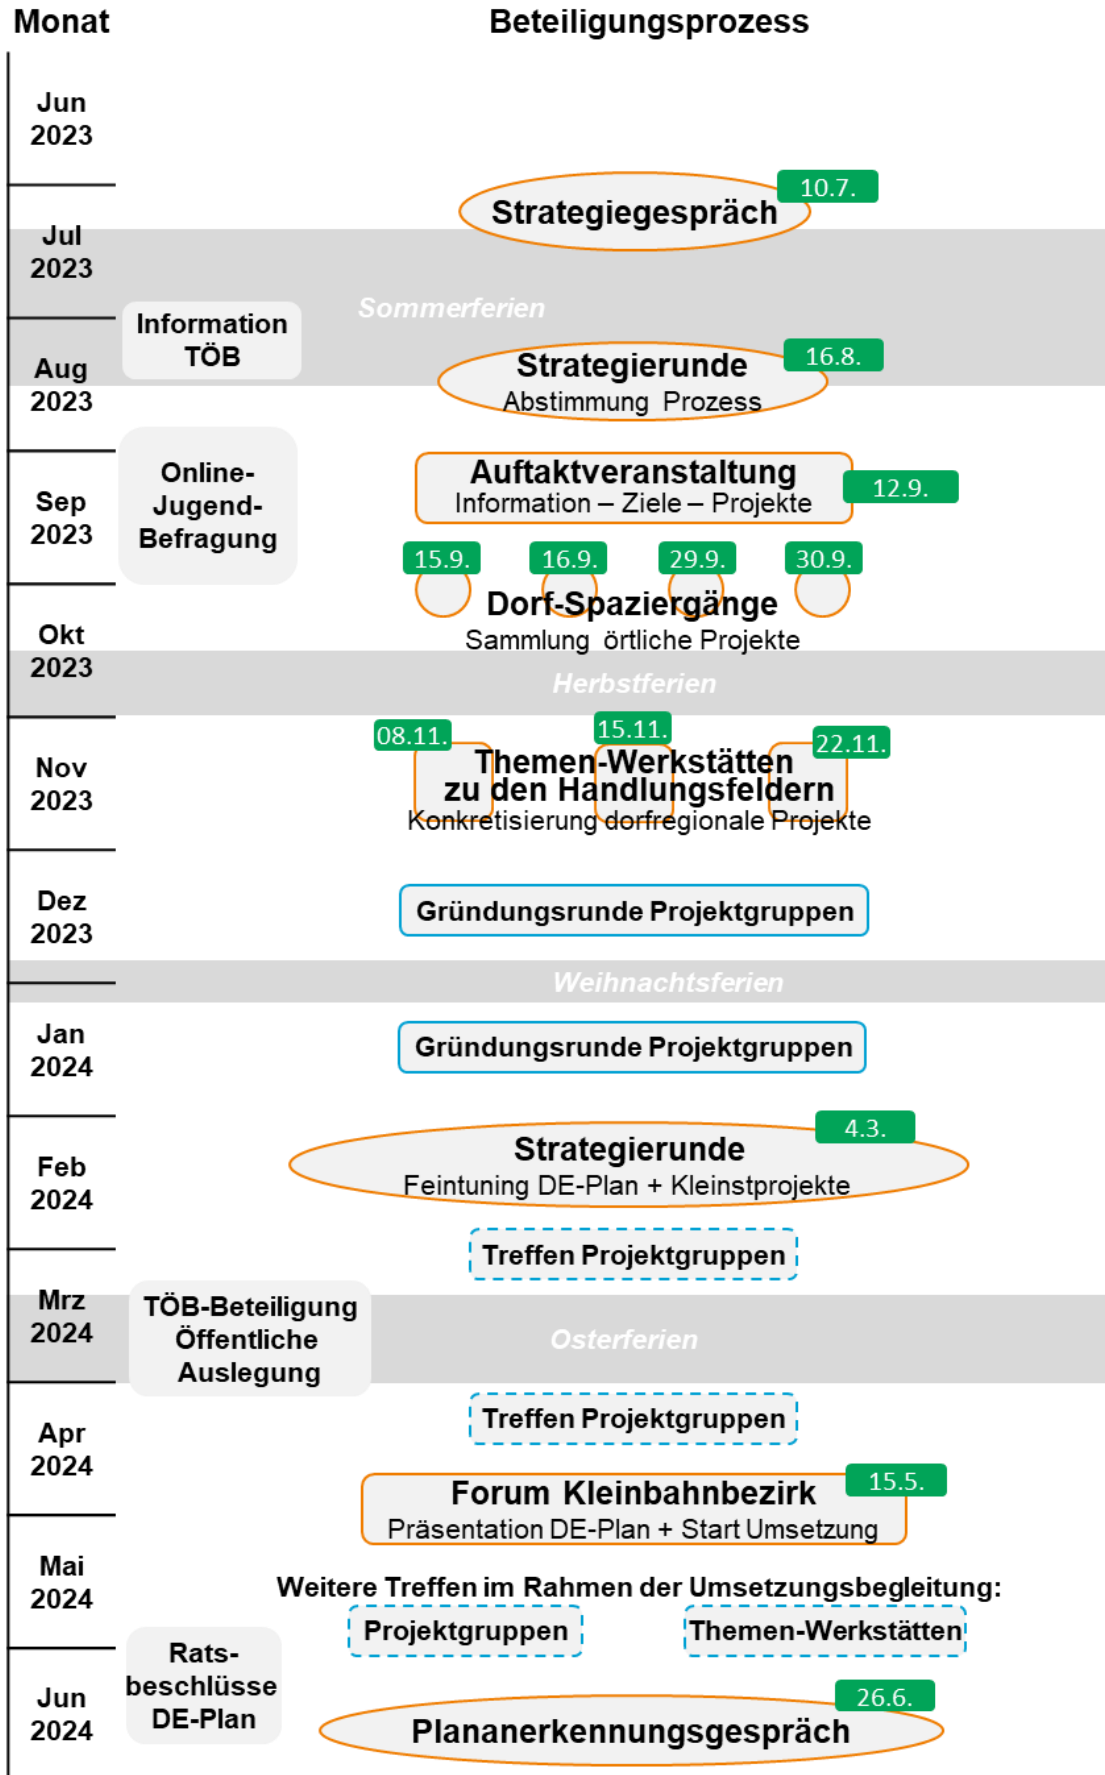 Monat
Beteiligungsprozess
Jun
2023
10.7.
Strategiegespräch
Jul
2023
Sommerferien
Information
TÖB
Aug
2023
16.8.
Strategierunde
Abstimmung Prozess
Online-
Jugend-
Befragung
Sep
2023
Auftaktveranstaltung
Information – Ziele – Projekte
12.9.
15.9.
16.9.
29.9.
30.9.
Dorf-Spaziergänge
Sammlung örtliche Projekte
Okt
2023
Herbstferien
08.11.
15.11.
22.11.
Nov
2023
Themen-Werkstätten
zu den Handlungsfeldern
Konkretisierung dorfregionale Projekte
Dez
2023
Gründungsrunde Projektgruppen
Weihnachtsferien
Jan
2024
Gründungsrunde Projektgruppen
4.3.
Feb
2024
Strategierunde
Feintuning DE-Plan + Kleinstprojekte
Treffen Projektgruppen
Mrz
2024
TÖB-Beteiligung
Öffentliche
Auslegung
Osterferien
Apr
2024
Treffen Projektgruppen
15.5.
Forum Kleinbahnbezirk
Präsentation DE-Plan + Start Umsetzung
Mai
2024
Weitere Treffen im Rahmen der Umsetzungsbegleitung:
Projektgruppen
Themen-Werkstätten
Rats-
beschlüsse
DE-Plan
Jun
2024
26.6.
Plananerkennungsgespräch